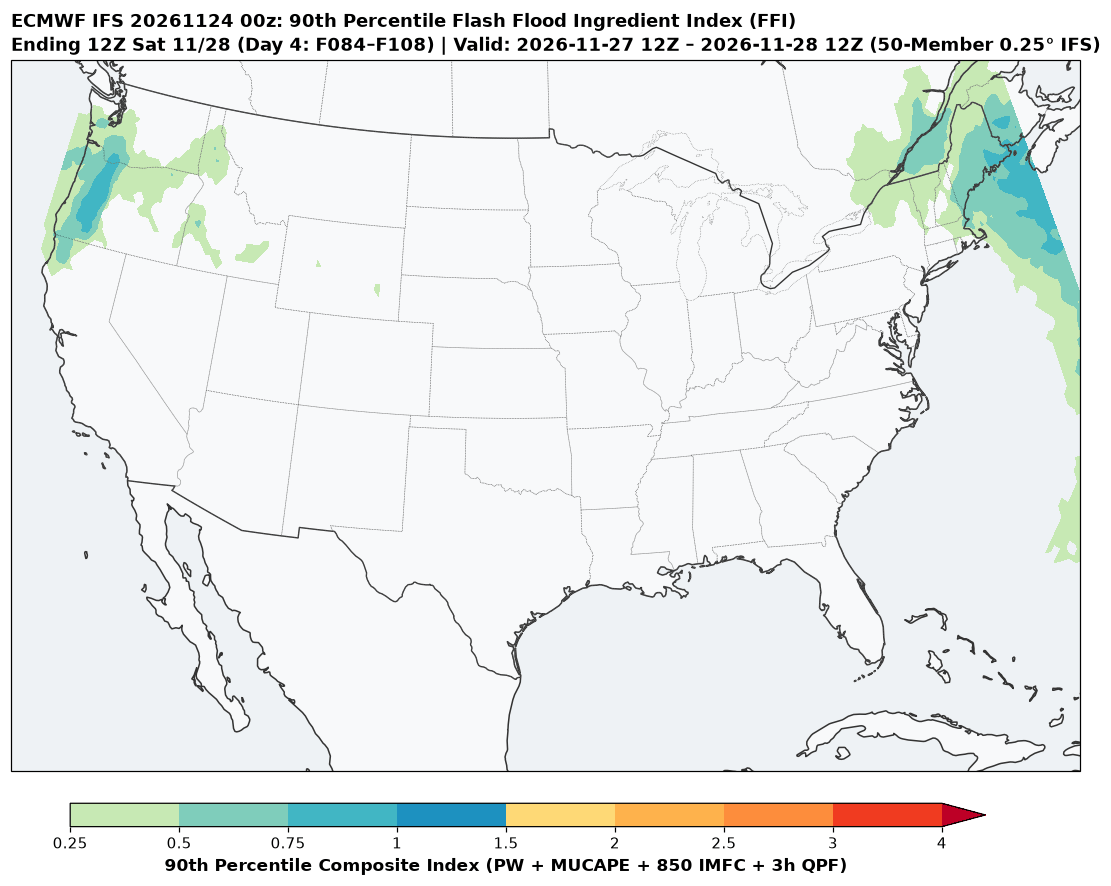 ECMWF IFS 20261124 00z: 90th Percentile Flash Flood Ingredient Index (FFI)
Ending 12Z Sat 11/28 (Day 4: F084–F108) | Valid: 2026-11-27 12Z – 2026-11-28 12Z (50-Member 0.25° IFS)
0.25 0.5 0.75 1 1.5 2 2.5 3 4
90th Percentile Composite Index (PW + MUCAPE + 850 IMFC + 3h QPF)